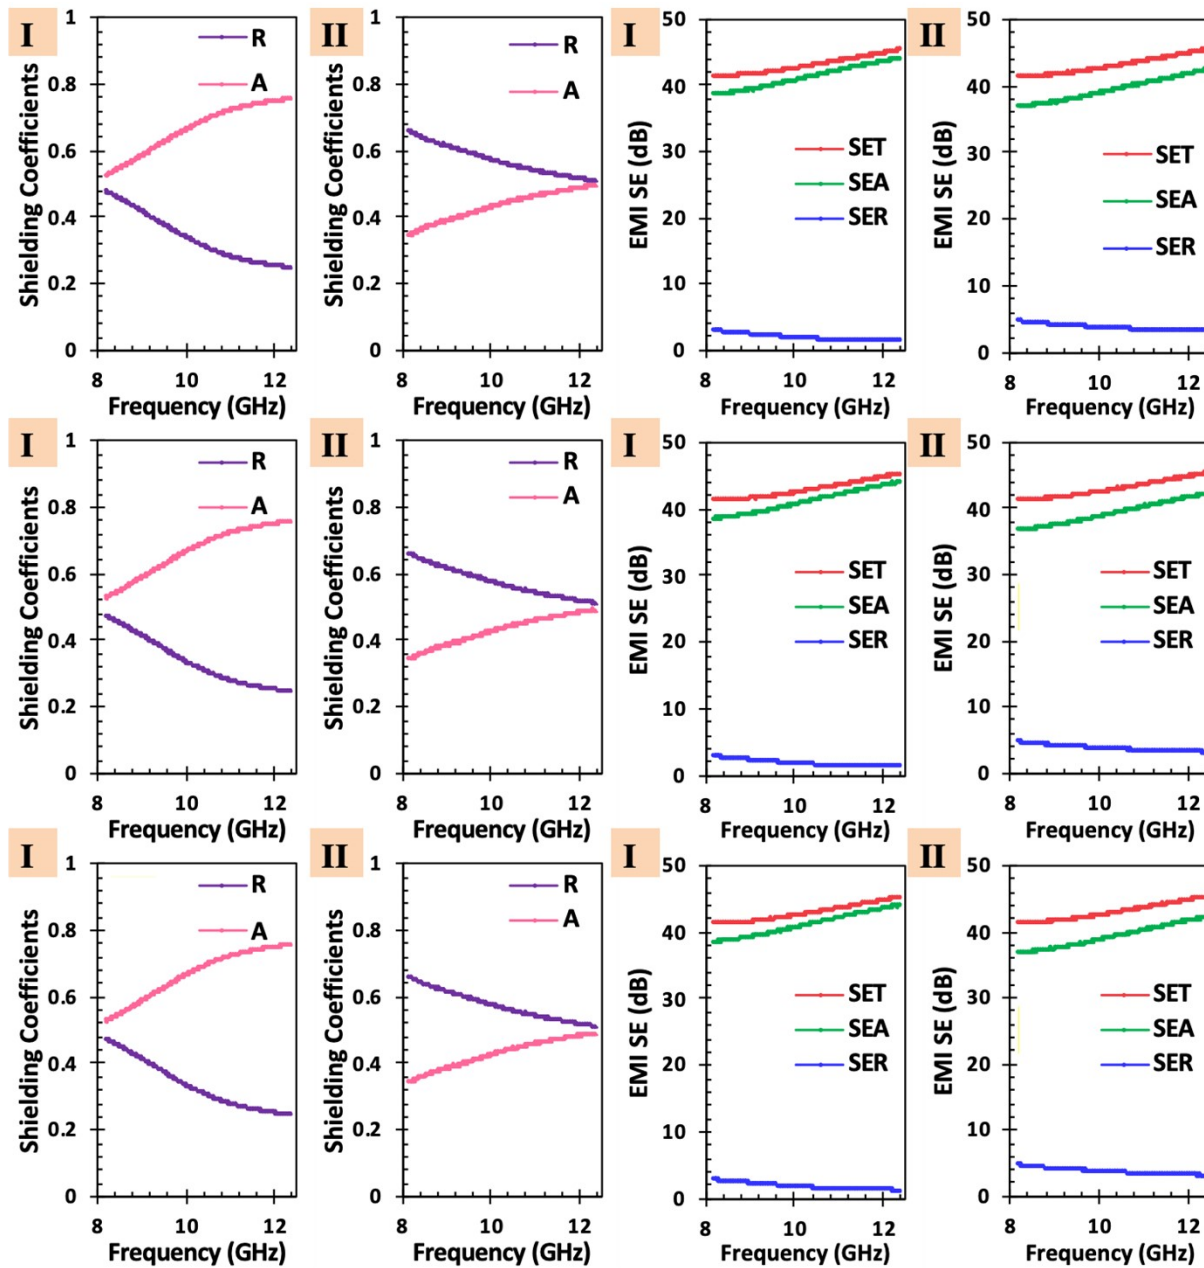 I
Shielding Coefficients
1
0.8
0.6
0.4
0.2
0
R
A
8
10
12
Frequency (GHz)
II
Shielding Coefficients
1
0.8
0.6
0.4
0.2
0
R
A
8
10
12
Frequency (GHz)
I
EMI SE (dB)
50
40
30
20
10
0
SET
SEA
SER
8
10
12
Frequency (GHz)
II
EMI SE (dB)
50
40
30
20
10
0
SET
SEA
SER
8
10
12
Frequency (GHz)
I
Shielding Coefficients
1
0.8
0.6
0.4
0.2
0
R
A
8
10
12
Frequency (GHz)
II
Shielding Coefficients
1
0.8
0.6
0.4
0.2
0
R
A
8
10
12
Frequency (GHz)
I
EMI SE (dB)
50
40
30
20
10
0
SET
SEA
SER
8
10
12
Frequency (GHz)
II
EMI SE (dB)
50
40
30
20
10
0
SET
SEA
SER
8
10
12
Frequency (GHz)
I
Shielding Coefficients
1
0.8
0.6
0.4
0.2
0
R
A
8
10
12
Frequency (GHz)
II
Shielding Coefficients
1
0.8
0.6
0.4
0.2
0
R
A
8
10
12
Frequency (GHz)
I
EMI SE (dB)
50
40
30
20
10
0
SET
SEA
SER
8
10
12
Frequency (GHz)
II
EMI SE (dB)
50
40
30
20
10
0
SET
SEA
SER
8
10
12
Frequency (GHz)